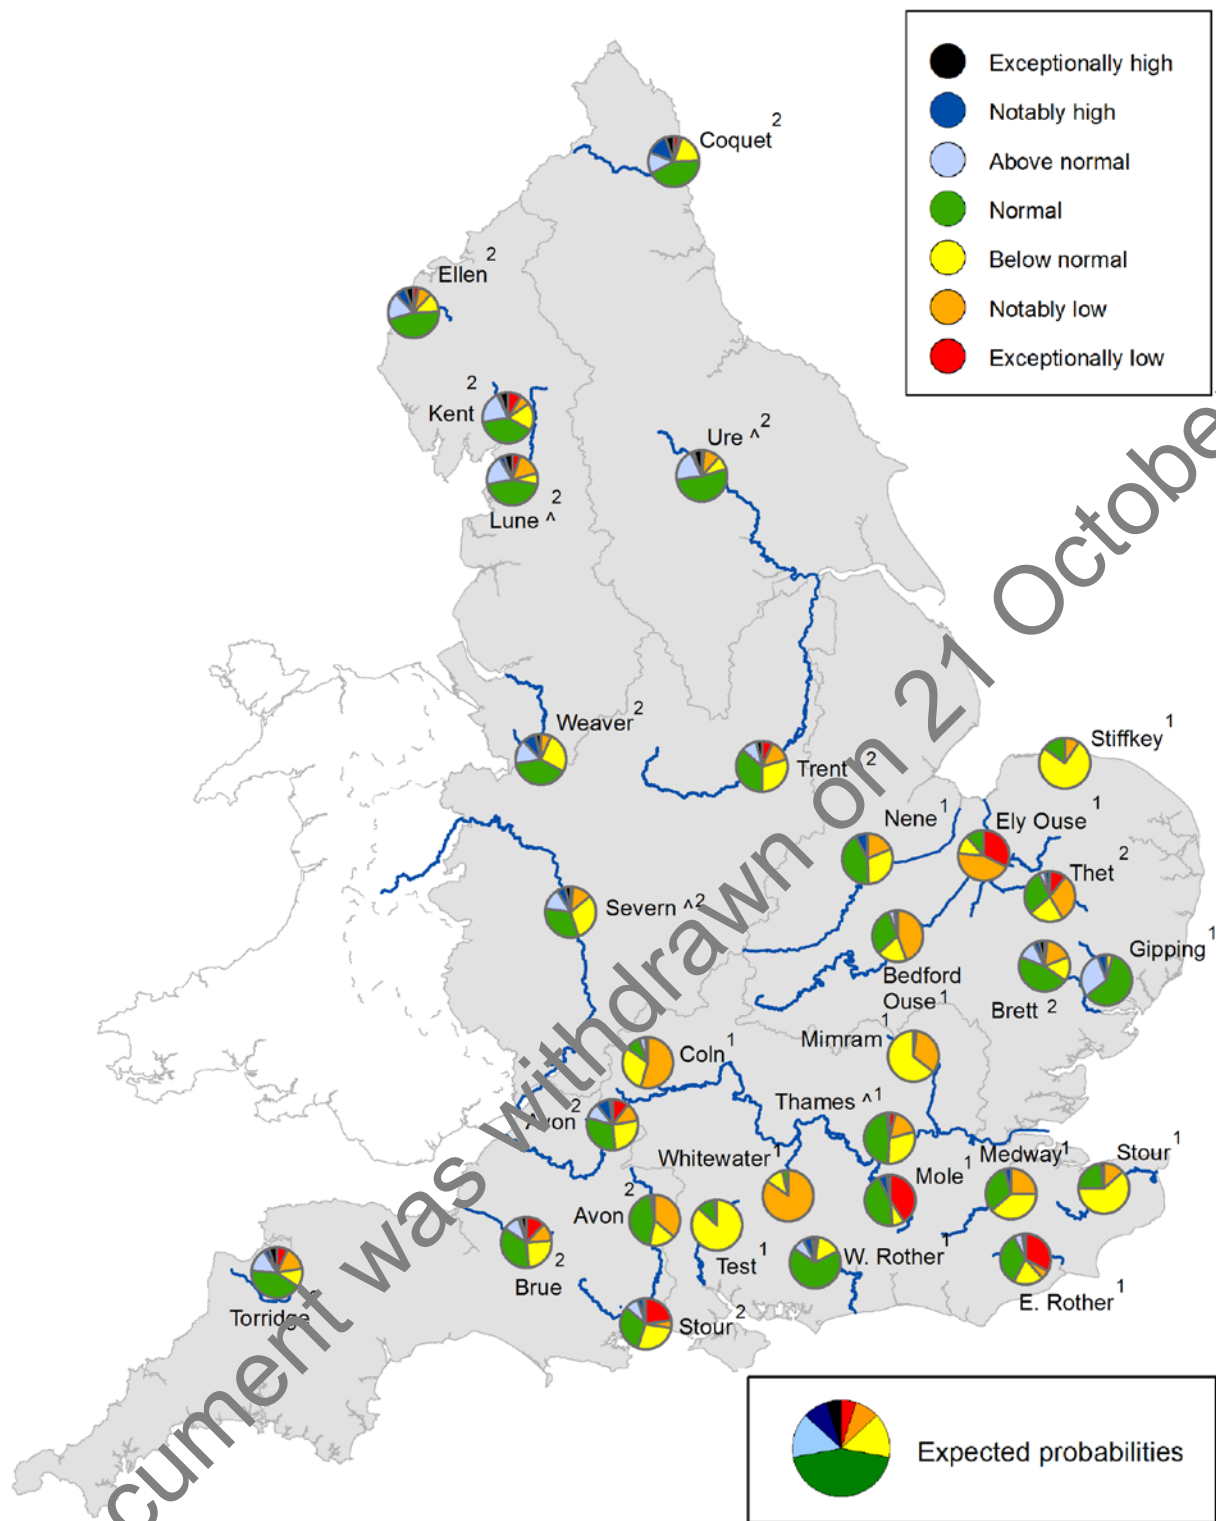 Exceptionally high
Notably high
Above normal
Normal
Below normal
Notably low
Exceptionally low
Coquet 2
Ellen 2
Kent 2
Ure ^ 2
Lune ^ 2
Weaver 2
Trent 2
Stiffkey 1
Nene 1
Ely Ouse 1
Thet 2
Severn ^ 2
Gipping 1
Bedford
Ouse 1
Brett 2
Mimram 1
Coln 1
Thames ^ 1
Avon 2
Whitewater 1
Medway 1
Stour 1
Mole 1
Avon 2
Test 1
W. Rother 1
Brue 2
E. Rother 1
Torridge
Stour 2
Expected probabilities
cument was withdrawn on 21 Octobe